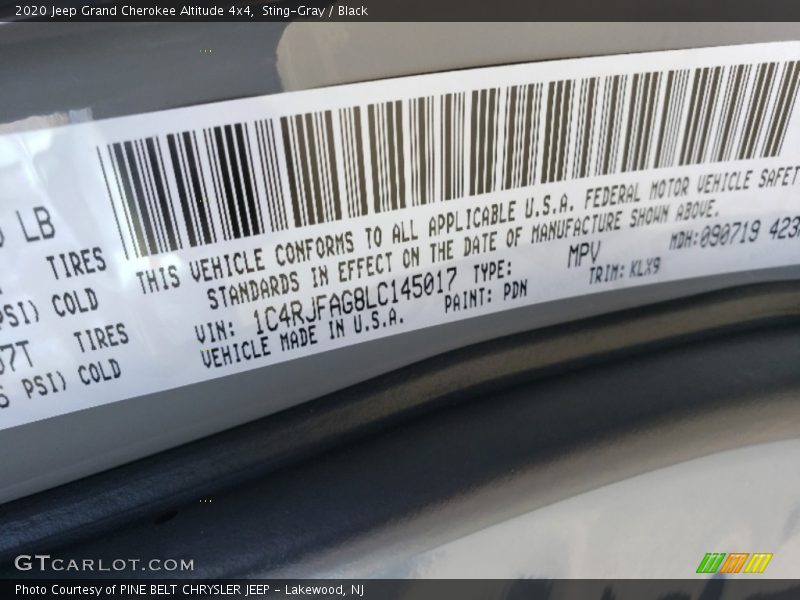 2020 Jeep Grand Cherokee Altitude 4x4, Sting-Gray / Black
LB
TIRES
PSI) COLD
7T TIRES
PSI) COLD
THIS VEHICLE CONFORMS TO ALL APPLICABLE U.S.A. FEDERAL MOTOR VEHICLE SAFET
STANDARDS IN EFFECT ON THE DATE OF MANUFACTURE SHOWN ABOVE.
VIN: 1C4RJFAG8LC145017 TYPE: MPV MDH:090719 423
VEHICLE MADE IN U.S.A. PAINT: PDN TRIM: KLX9
GTCARLOT.COM
Photo Courtesy of PINE BELT CHRYSLER JEEP - Lakewood, NJ